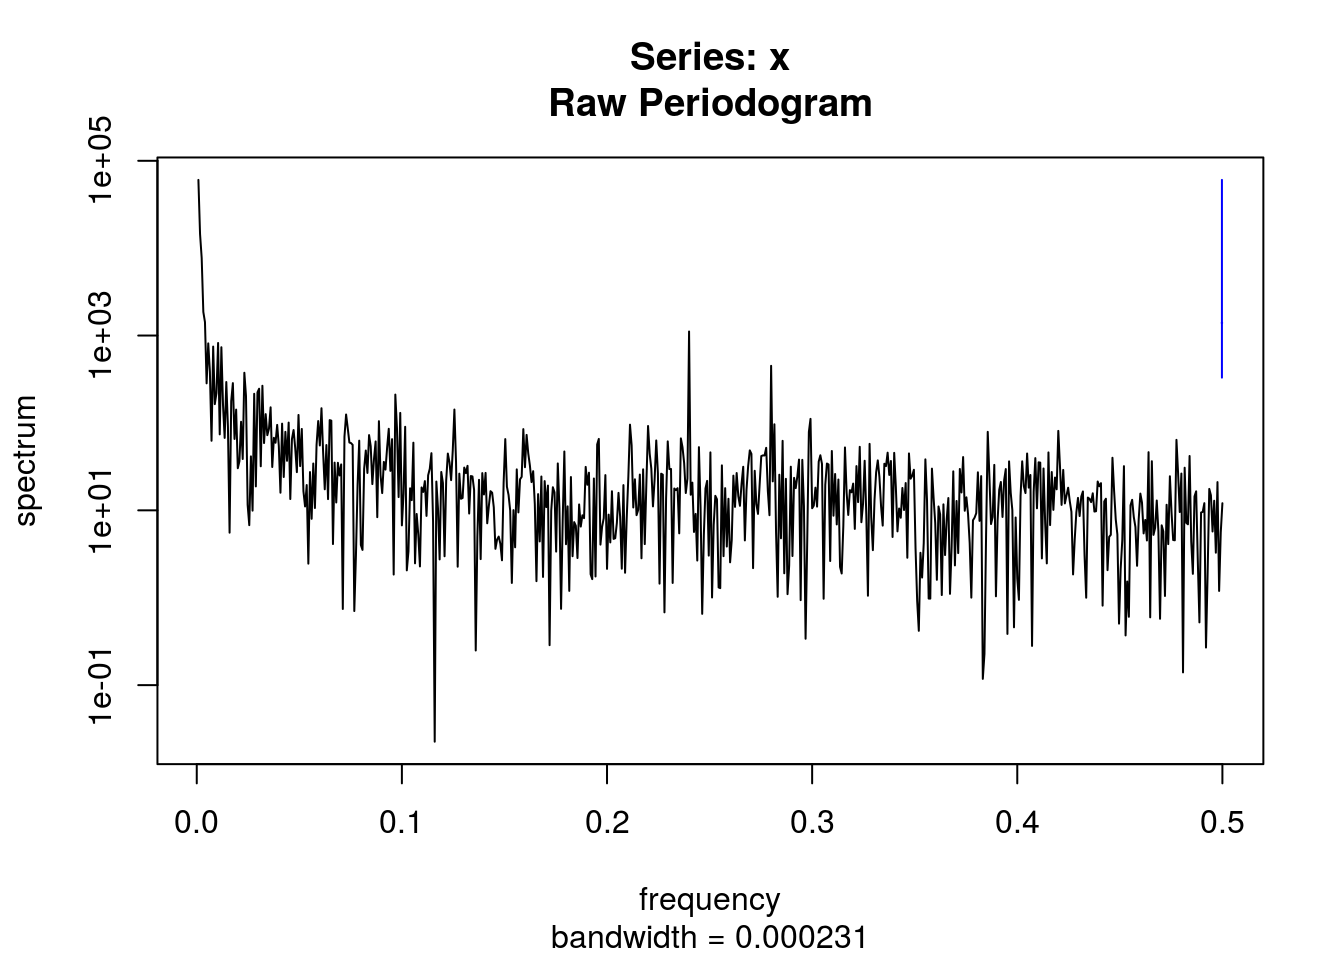 Series: x
Raw Periodogram
1e+05
1e+03
1e+01
1e-01
spectrum
0.0 0.1 0.2 0.3 0.4 0.5
frequency
bandwidth = 0.000231